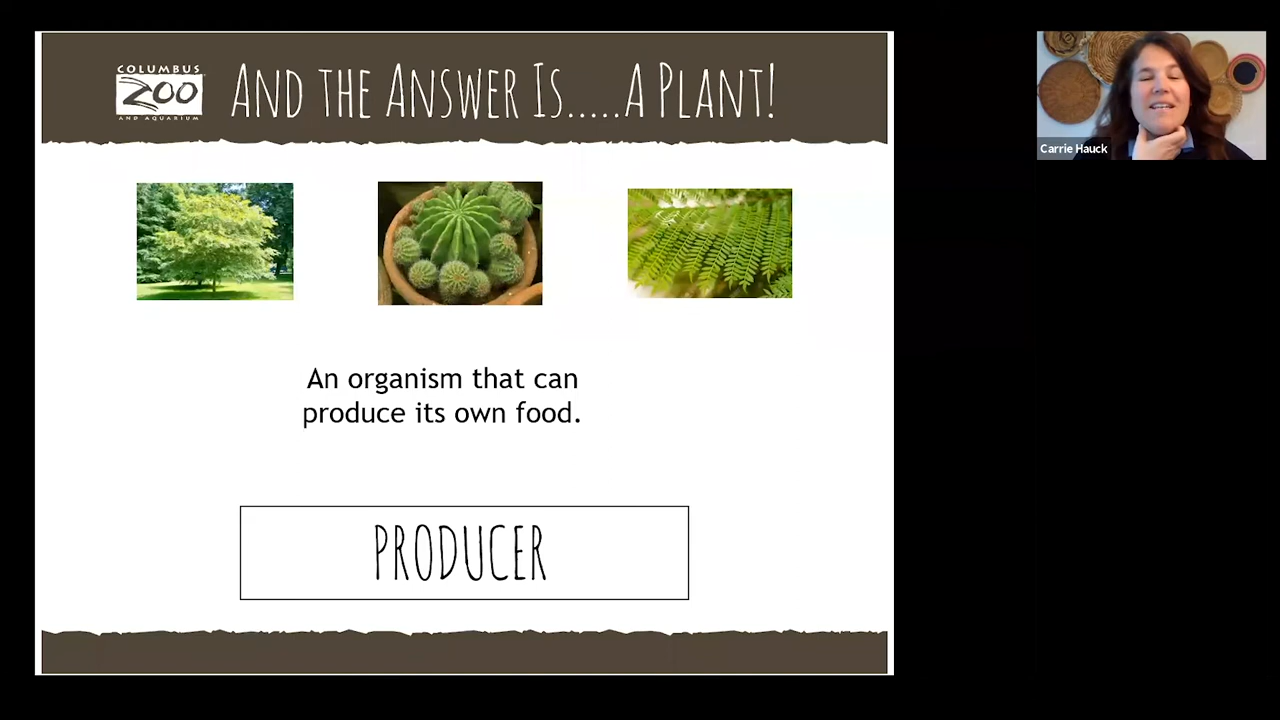 COLUMBUS
ZOO
AND AQUARIUM
AND THE ANSWER IS.....A PLANT!
Carrie Hauck
An organism that can
produce its own food.
PRODUCER